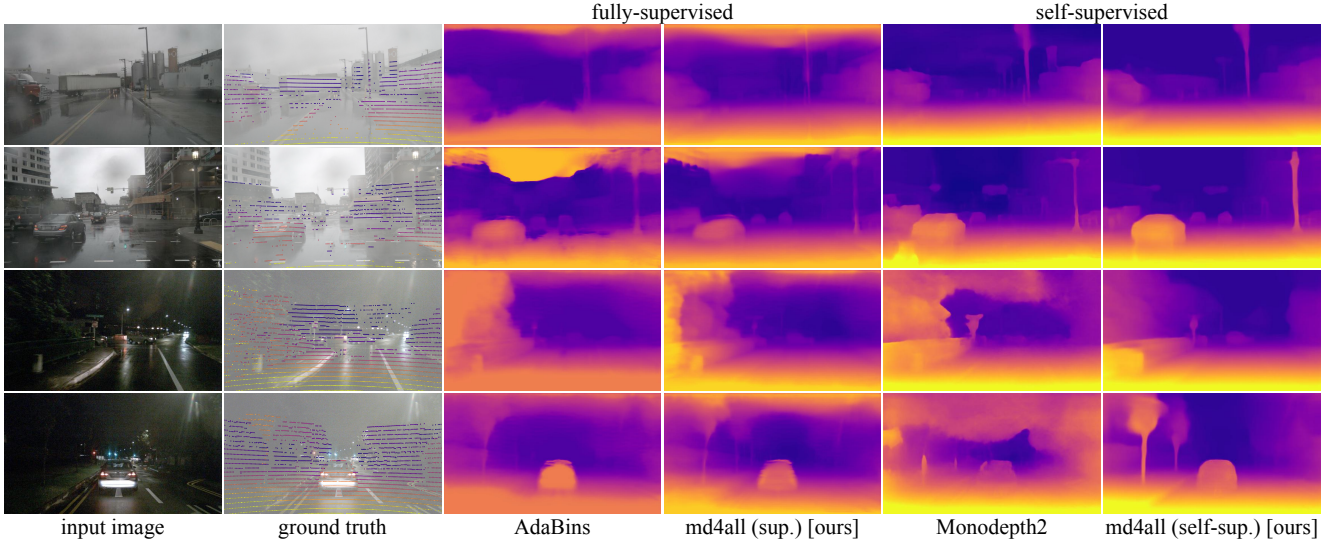 fully-supervised
self-supervised
input image
ground truth
AdaBins
md4all (sup.) [ours]
Monodepth2
md4all (self-sup.) [ours]